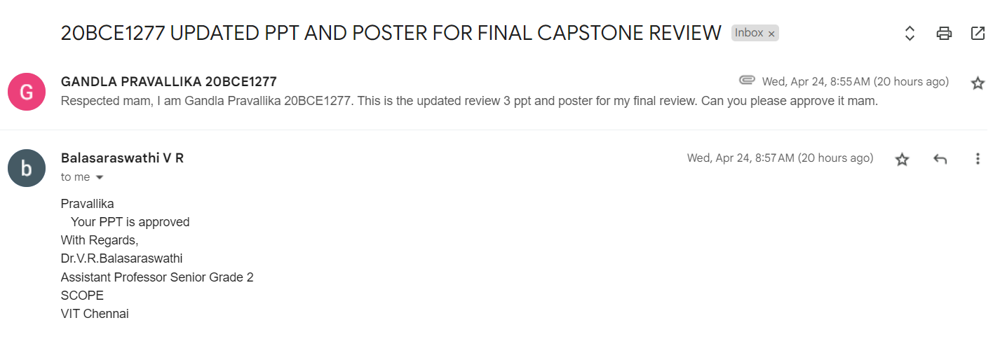 20BCE1277 UPDATED PPT AND POSTER FOR FINAL CAPSTONE REVIEW Inbox ×
G
GANDLA PRAVALLIKA 20BCE1277 Wed, Apr 24, 8:55 AM (20 hours ago)
Respected mam, I am Gandla Pravallika 20BCE1277. This is the updated review 3 ppt and poster for my final review. Can you please approve it mam.
b
Balasaraswathi V R Wed, Apr 24, 8:57 AM (20 hours ago)
to me
Pravallika
Your PPT is approved
With Regards,
Dr.V.R.Balasaraswathi
Assistant Professor Senior Grade 2
SCOPE
VIT Chennai